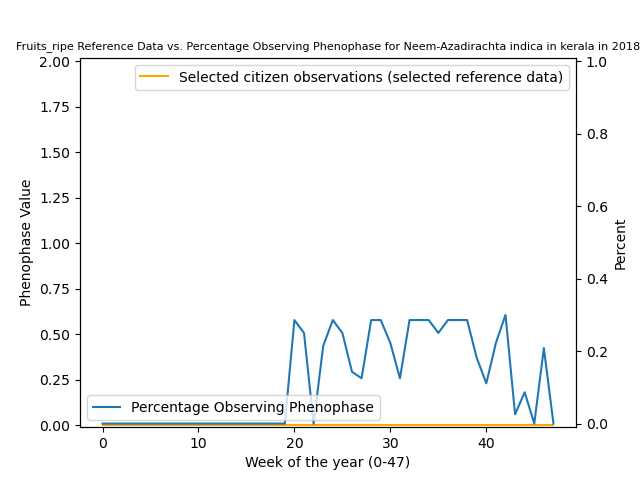 Fruits_ripe Reference Data vs. Percentage Observing Phenophase for Neem-Azadirachta indica in kerala in 2018
Selected citizen observations (selected reference data)
Percentage Observing Phenophase
Phenophase Value
2.00
1.75
1.50
1.25
1.00
0.75
0.50
0.25
0.00
1.0
0.8
0.6
0.4
0.2
0.0
Percent
0 10 20 30 40
Week of the year (0-47)